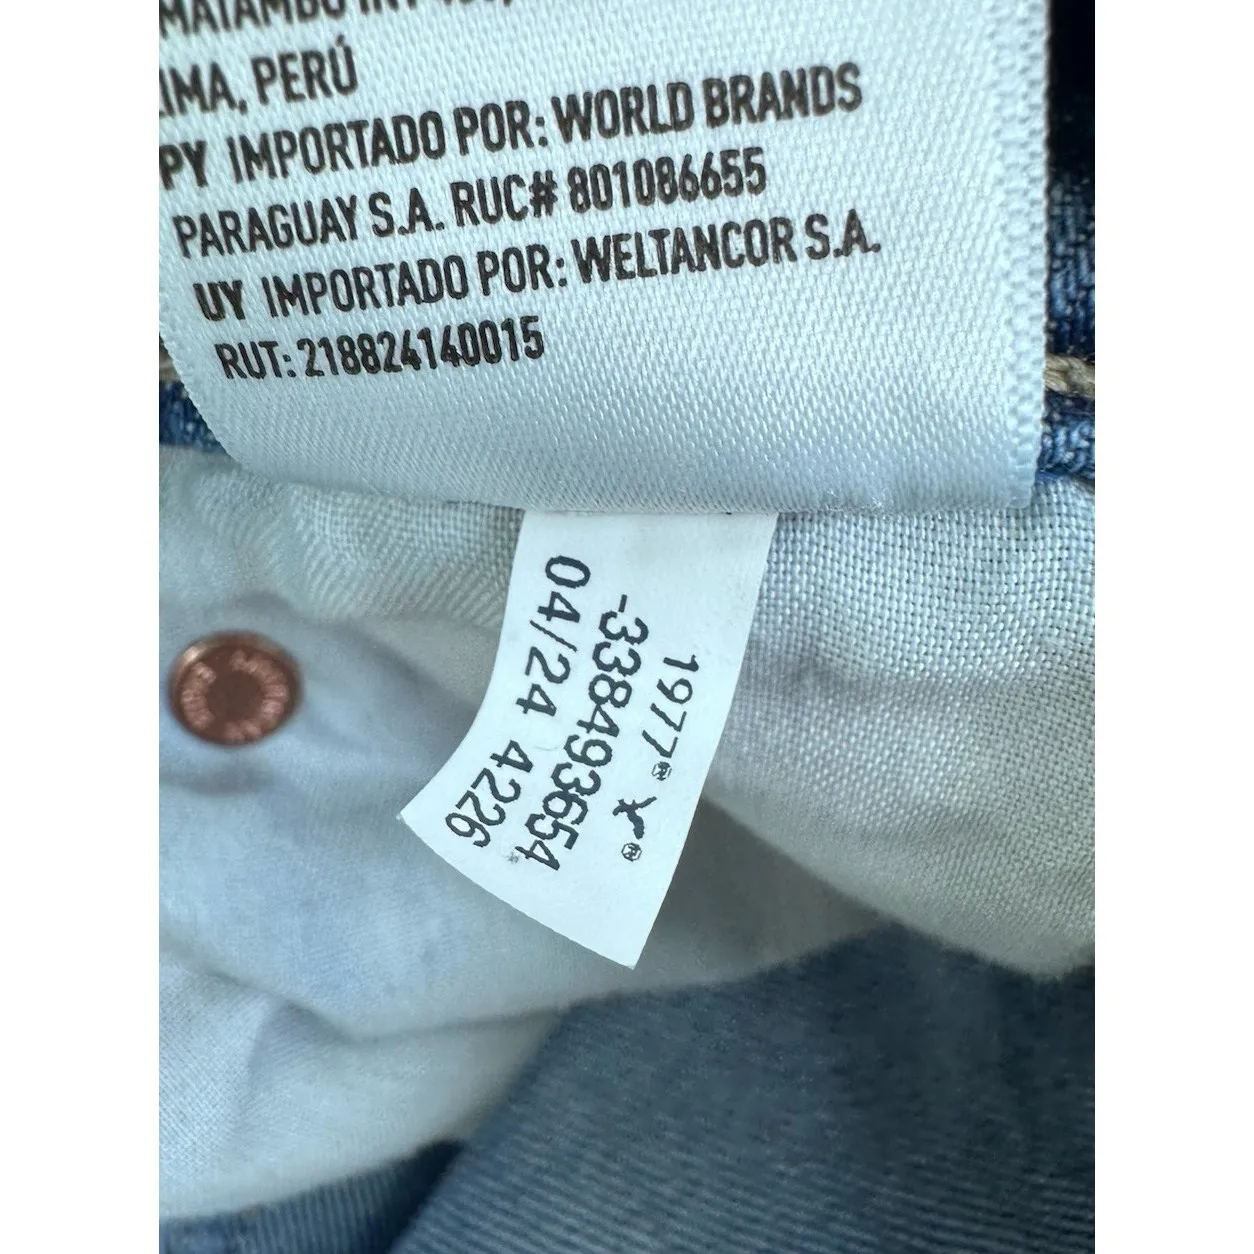 LIMA, PERÚ
PY IMPORTADO POR: WORLD BRANDS
PARAGUAY S.A. RUC# 801086655
UY IMPORTADO POR: WELTANCOR S.A.
RUT: 218824140015
1977®
-338493654
04/24 4226